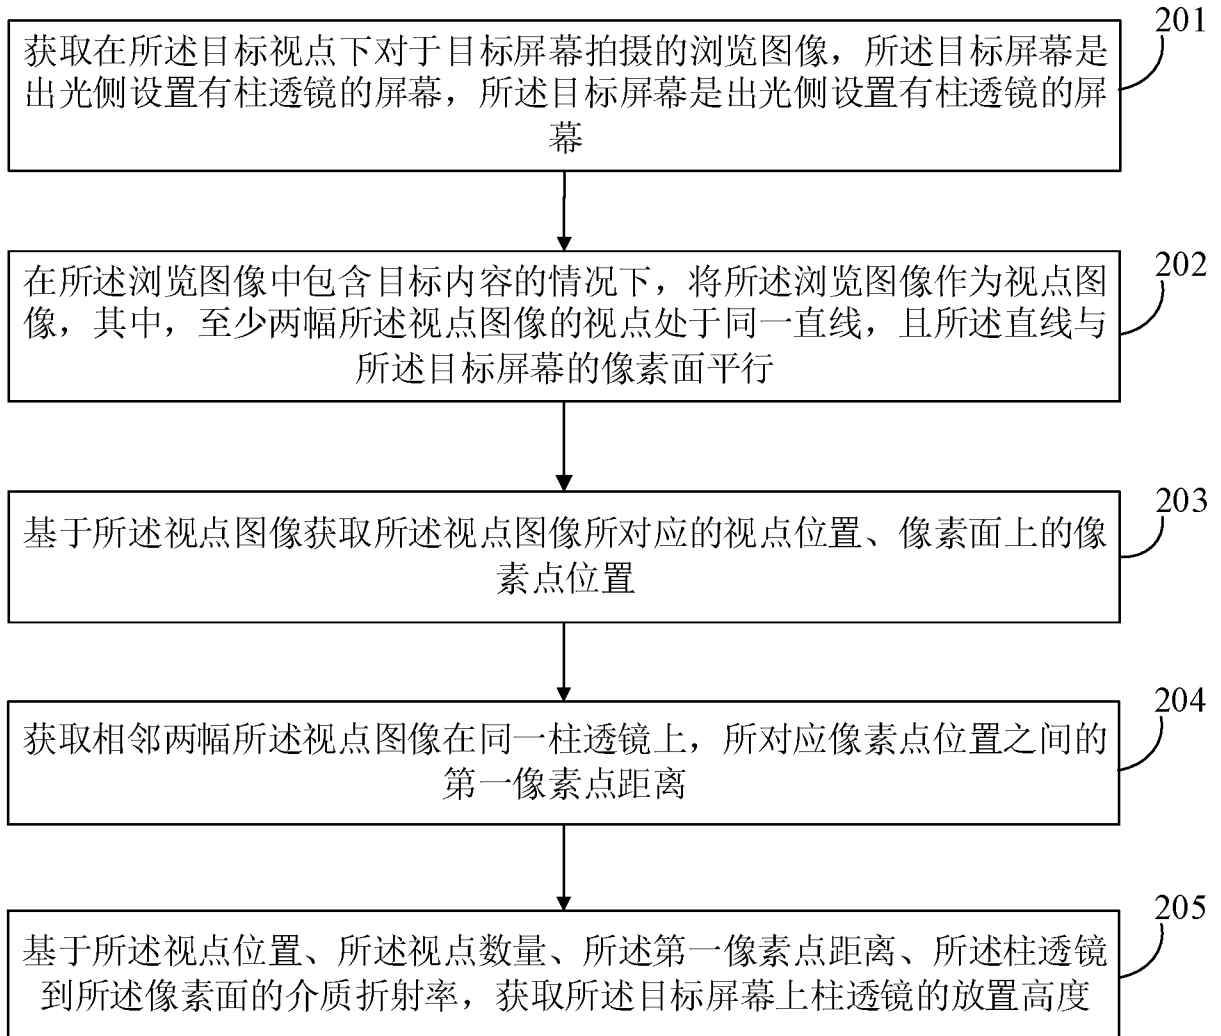 201
获取在所述目标视点下对于目标屏幕拍摄的浏览图像，所述目标屏幕是
出光侧设置有柱透镜的屏幕，所述目标屏幕是出光侧设置有柱透镜的屏
幕
202
在所述浏览图像中包含目标内容的情况下，将所述浏览图像作为视点图
像，其中，至少两幅所述视点图像的视点处于同一直线，且所述直线与
所述目标屏幕的像素面平行
203
基于所述视点图像获取所述视点图像所对应的视点位置、像素面上的像
素点位置
204
获取相邻两幅所述视点图像在同一柱透镜上，所对应像素点位置之间的
第一像素点距离
205
基于所述视点位置、所述视点数量、所述第一像素点距离、所述柱透镜
到所述像素面的介质折射率，获取所述目标屏幕上柱透镜的放置高度